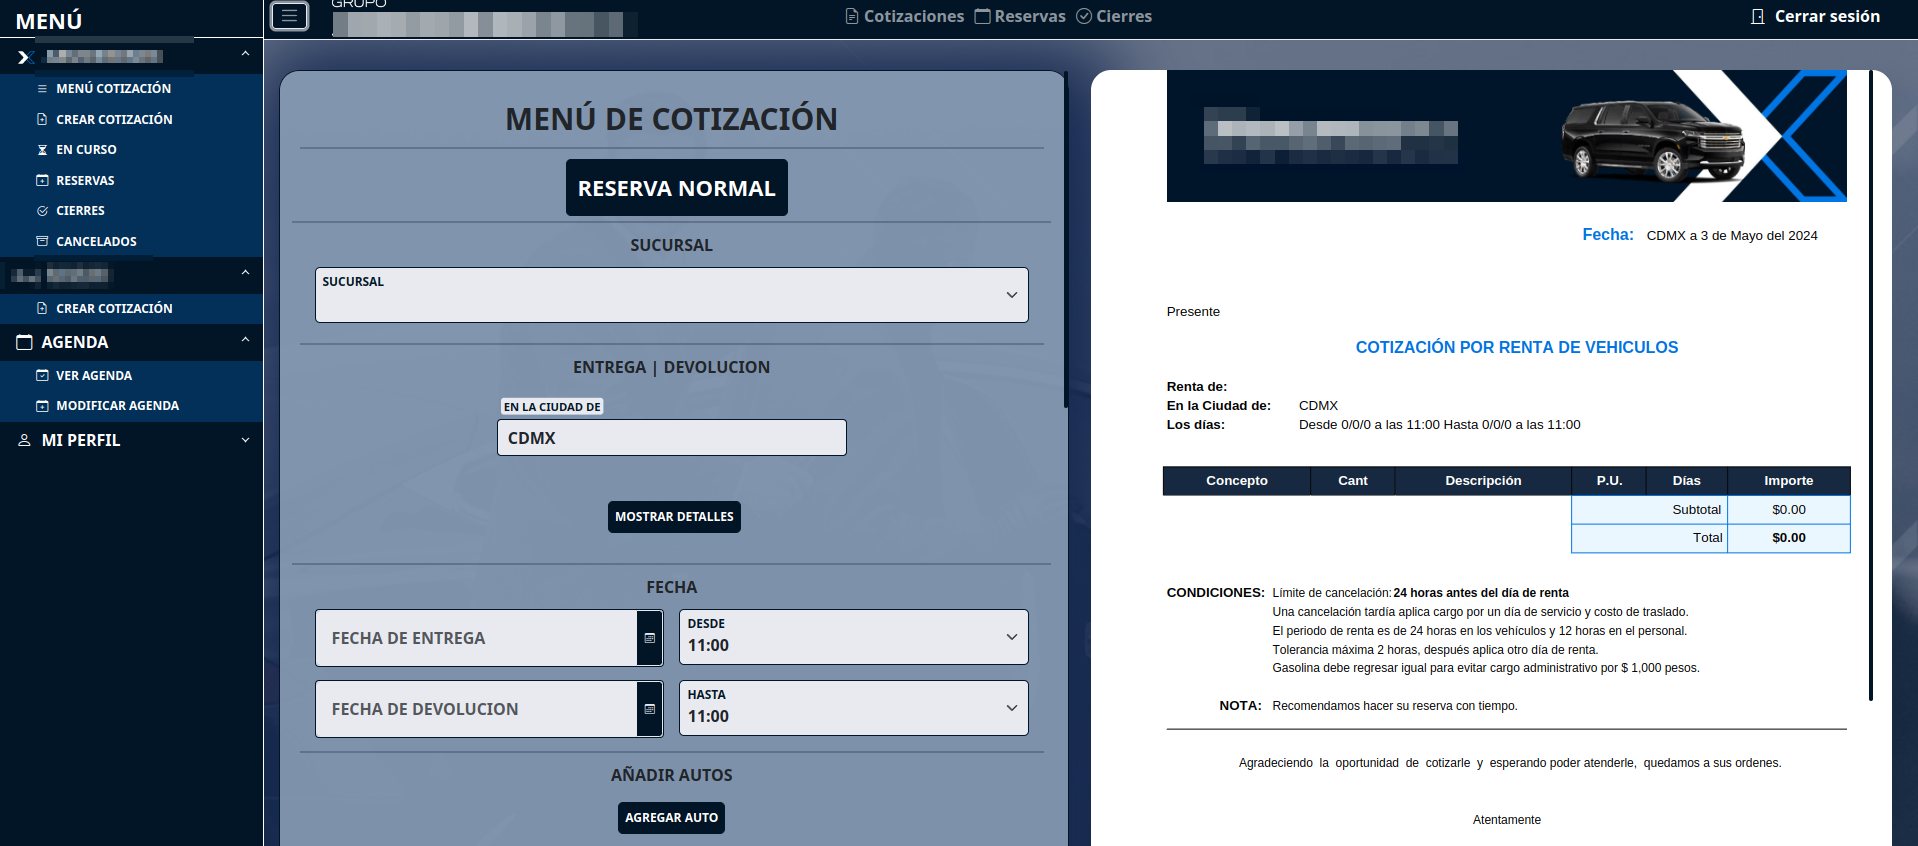 MENÚ
MENÚ COTIZACIÓN
CREAR COTIZACIÓN
EN CURSO
RESERVAS
CIERRES
CANCELADOS
CREAR COTIZACIÓN
AGENDA
VER AGENDA
MODIFICAR AGENDA
MI PERFIL
GRUPO
Cotizaciones Reservas Cierres
Cerrar sesión
MENÚ DE COTIZACIÓN
RESERVA NORMAL
SUCURSAL
SUCURSAL
ENTREGA | DEVOLUCION
EN LA CIUDAD DE
CDMX
MOSTRAR DETALLES
FECHA
FECHA DE ENTREGA
DESDE
11:00
FECHA DE DEVOLUCION
HASTA
11:00
AÑADIR AUTOS
AGREGAR AUTO
Fecha: CDMX a 3 de Mayo del 2024
Presente
COTIZACIÓN POR RENTA DE VEHICULOS
Renta de:
En la Ciudad de: CDMX
Los días: Desde 0/0/0 a las 11:00 Hasta 0/0/0 a las 11:00
Concepto Cant Descripción P.U. Días Importe
Subtotal $0.00
Total $0.00
CONDICIONES: Límite de cancelación: 24 horas antes del día de renta
Una cancelación tardía aplica cargo por un día de servicio y costo de traslado.
El periodo de renta es de 24 horas en los vehículos y 12 horas en el personal.
Tolerancia máxima 2 horas, después aplica otro día de renta.
Gasolina debe regresar igual para evitar cargo administrativo por $ 1,000 pesos.
NOTA: Recomendamos hacer su reserva con tiempo.
Agradeciendo la oportunidad de cotizarle y esperando poder atenderle, quedamos a sus ordenes.
Atentamente